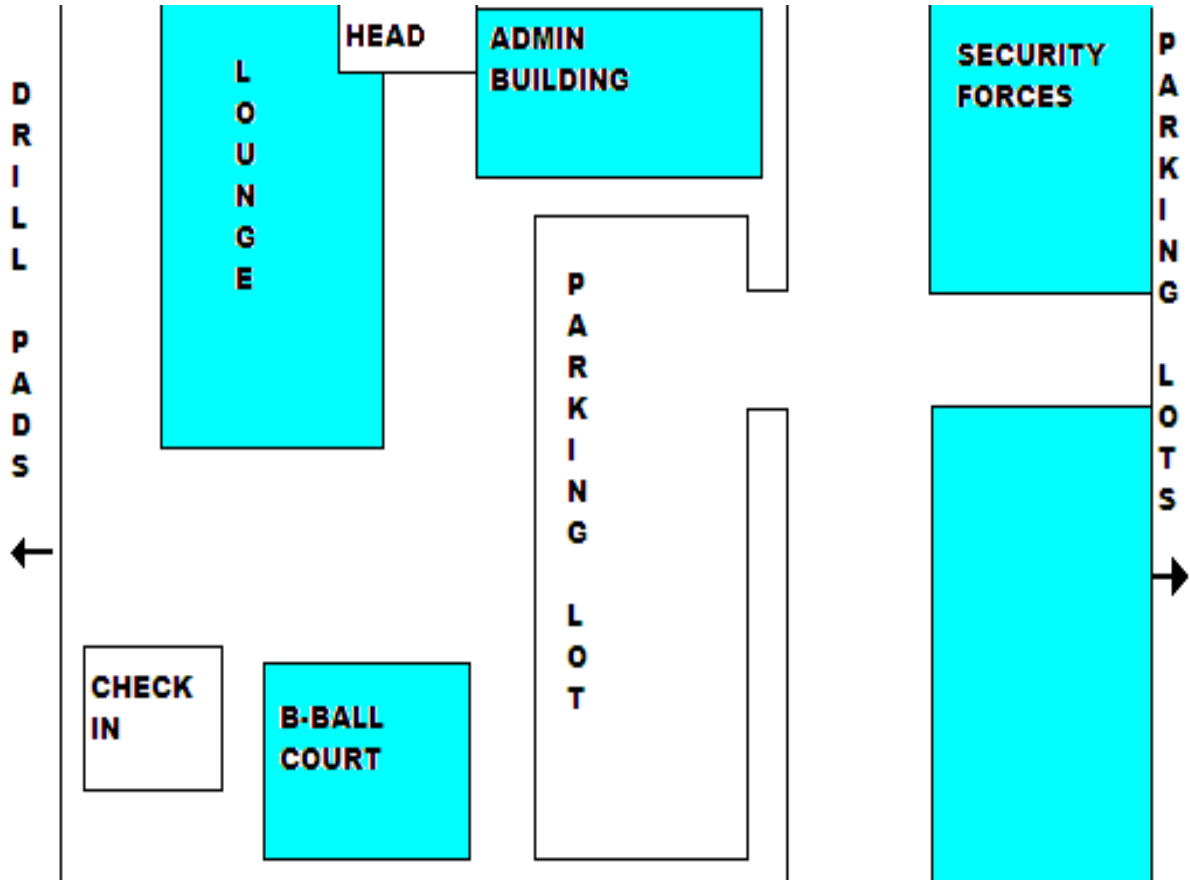 DRILL PADS
LOUNGE
HEAD
ADMIN
BUILDING
SECURITY
FORCES
PARKING LOTS
PARKING LOT
CHECK
IN
B-BALL
COURT